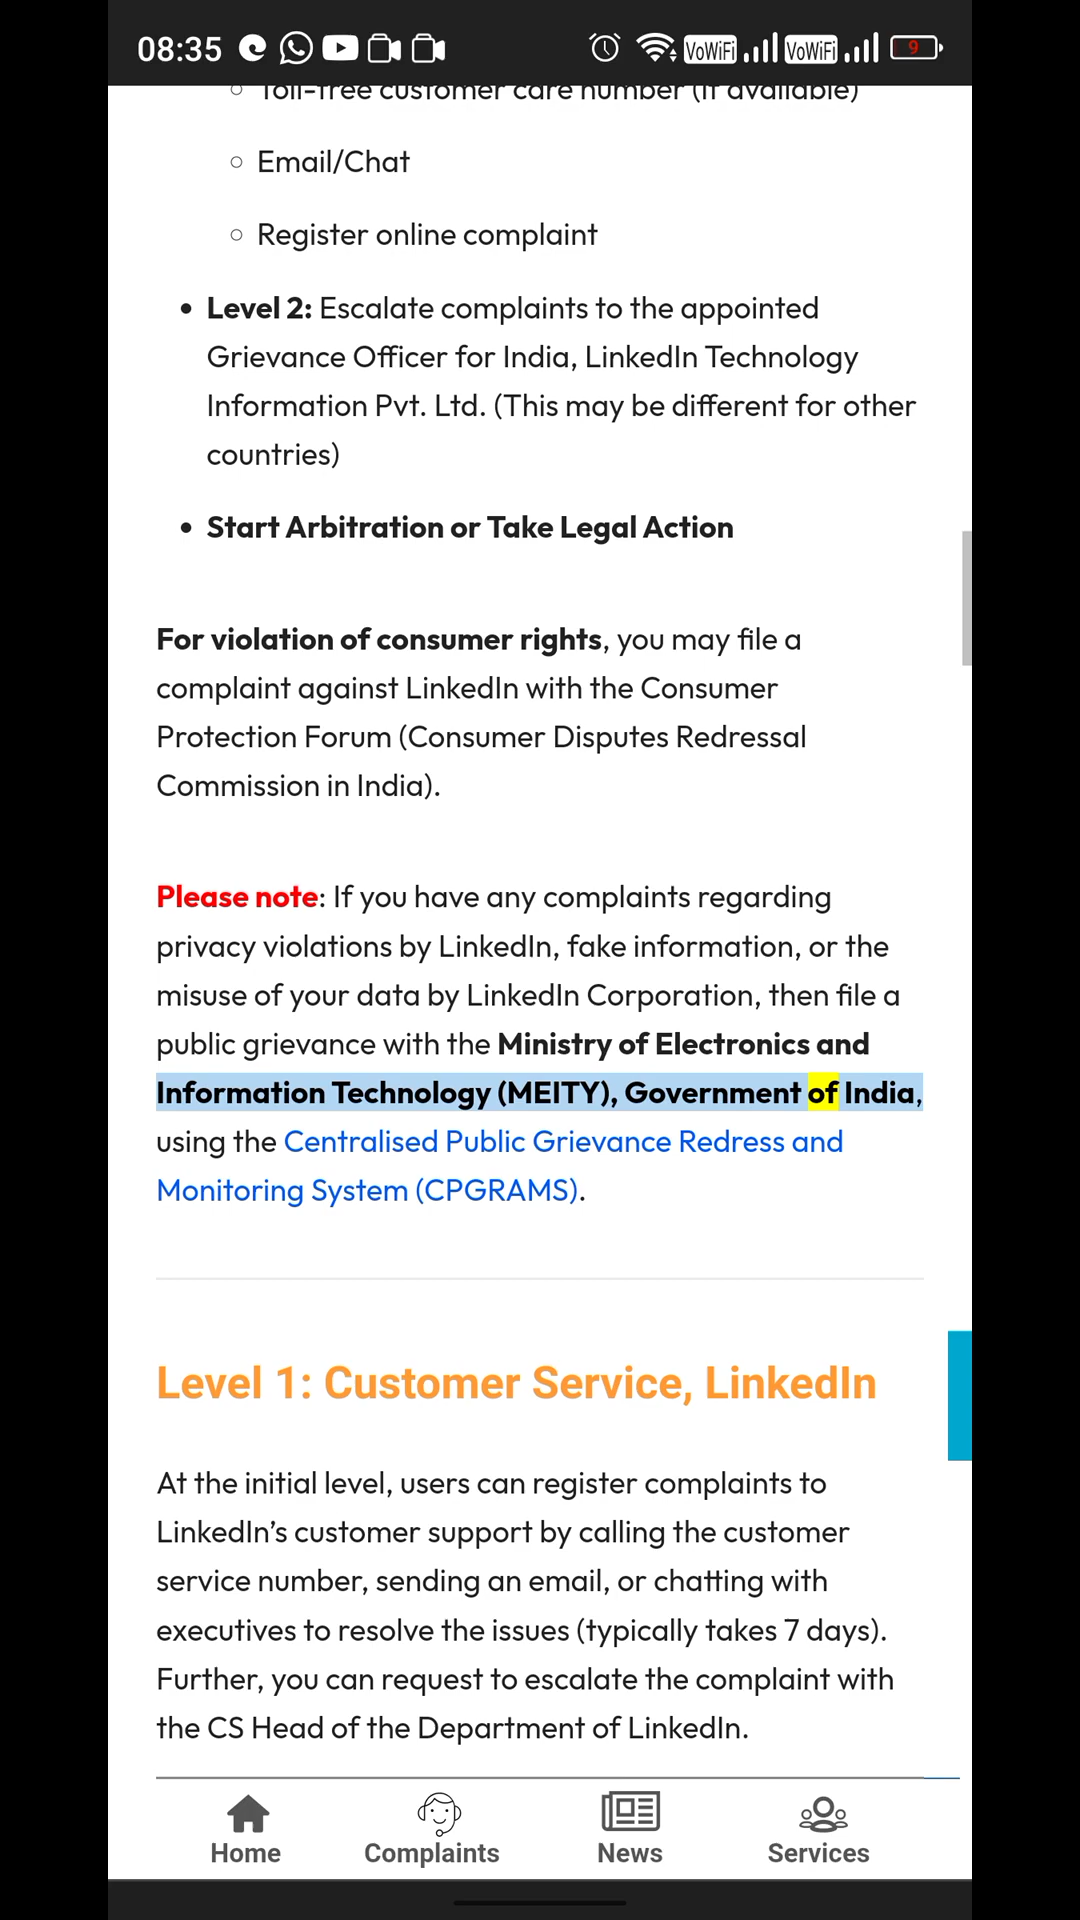 08:35
VoWiFi
VoWiFi
9
Toll-free customer care number (if available)
Email/Chat
Register online complaint
Level 2: Escalate complaints to the appointed
Grievance Officer for India, LinkedIn Technology
Information Pvt. Ltd. (This may be different for other
countries)
Start Arbitration or Take Legal Action
For violation of consumer rights, you may file a
complaint against LinkedIn with the Consumer
Protection Forum (Consumer Disputes Redressal
Commission in India).
Please note: If you have any complaints regarding
privacy violations by LinkedIn, fake information, or the
misuse of your data by LinkedIn Corporation, then file a
public grievance with the Ministry of Electronics and
Information Technology (MEITY), Government of India,
using the Centralised Public Grievance Redress and
Monitoring System (CPGRAMS).
Level 1: Customer Service, LinkedIn
At the initial level, users can register complaints to
LinkedIn’s customer support by calling the customer
service number, sending an email, or chatting with
executives to resolve the issues (typically takes 7 days).
Further, you can request to escalate the complaint with
the CS Head of the Department of LinkedIn.
Home
Complaints
News
Services